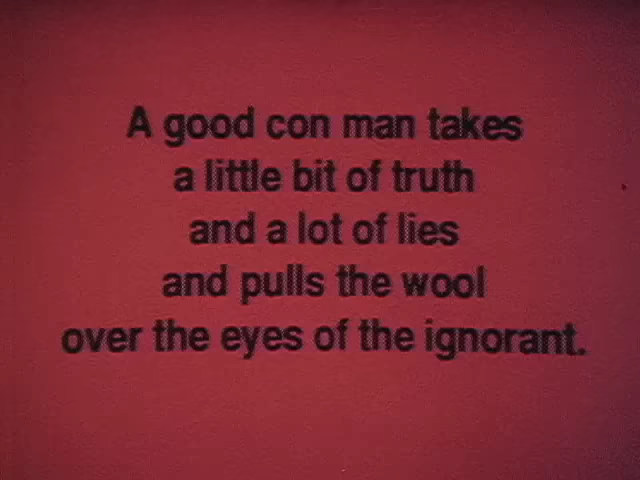 A good con man takes
a little bit of truth
and a lot of lies
and pulls the wool
over the eyes of the ignorant.